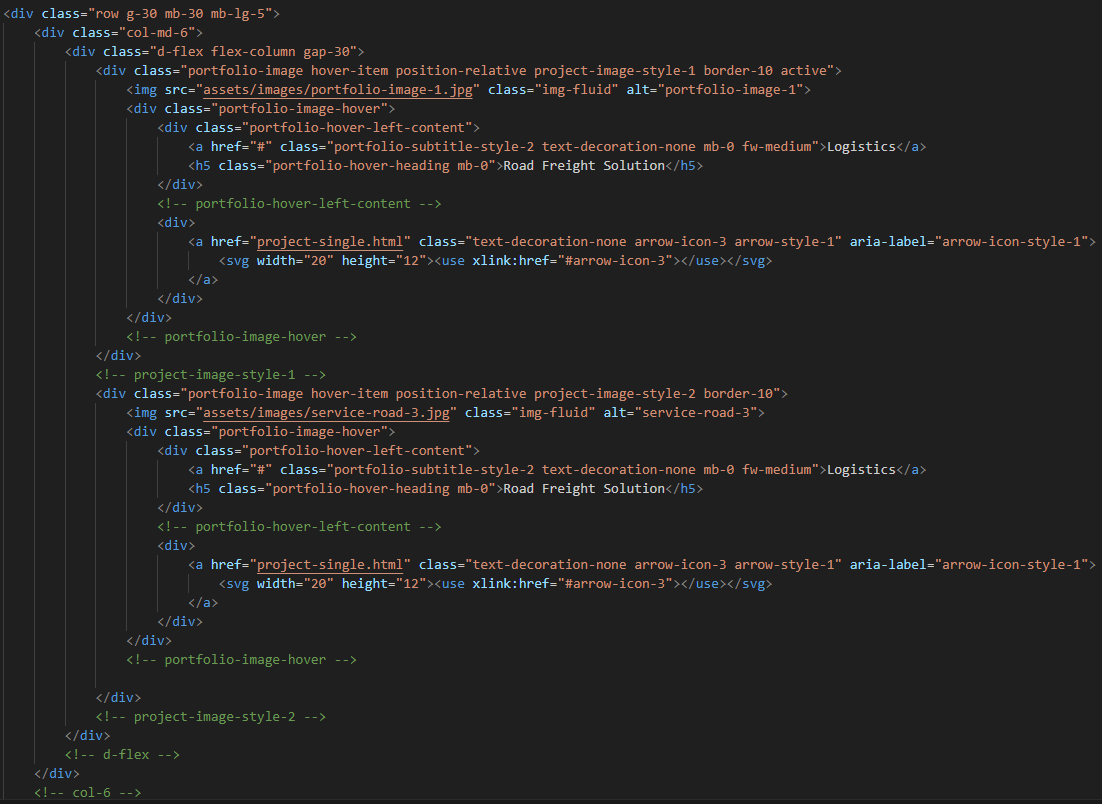 <div class="row g-30 mb-30 mb-lg-5">
<div class="col-md-6">
<div class="d-flex flex-column gap-30">
<div class="portfolio-image hover-item position-relative project-image-style-1 border-10 active">
<img src="assets/images/portfolio-image-1.jpg" class="img-fluid" alt="portfolio-image-1">
<div class="portfolio-image-hover">
<div class="portfolio-hover-left-content">
<a href="#" class="portfolio-subtitle-style-2 text-decoration-none mb-0 fw-medium">Logistics</a>
<h5 class="portfolio-hover-heading mb-0">Road Freight Solution</h5>
</div>
<!-- portfolio-hover-left-content -->
<div>
<a href="project-single.html" class="text-decoration-none arrow-icon-3 arrow-style-1" aria-label="arrow-icon-style-1">
<svg width="20" height="12"><use xlink:href="#arrow-icon-3"></use></svg>
</a>
</div>
</div>
<!-- portfolio-image-hover -->
</div>
<!-- project-image-style-1 -->
<div class="portfolio-image hover-item position-relative project-image-style-2 border-10">
<img src="assets/images/service-road-3.jpg" class="img-fluid" alt="service-road-3">
<div class="portfolio-image-hover">
<div class="portfolio-hover-left-content">
<a href="#" class="portfolio-subtitle-style-2 text-decoration-none mb-0 fw-medium">Logistics</a>
<h5 class="portfolio-hover-heading mb-0">Road Freight Solution</h5>
</div>
<!-- portfolio-hover-left-content -->
<div>
<a href="project-single.html" class="text-decoration-none arrow-icon-3 arrow-style-1" aria-label="arrow-icon-style-1">
<svg width="20" height="12"><use xlink:href="#arrow-icon-3"></use></svg>
</a>
</div>
</div>
<!-- portfolio-image-hover -->
</div>
<!-- project-image-style-2 -->
</div>
<!-- d-flex -->
</div>
<!-- col-6 -->